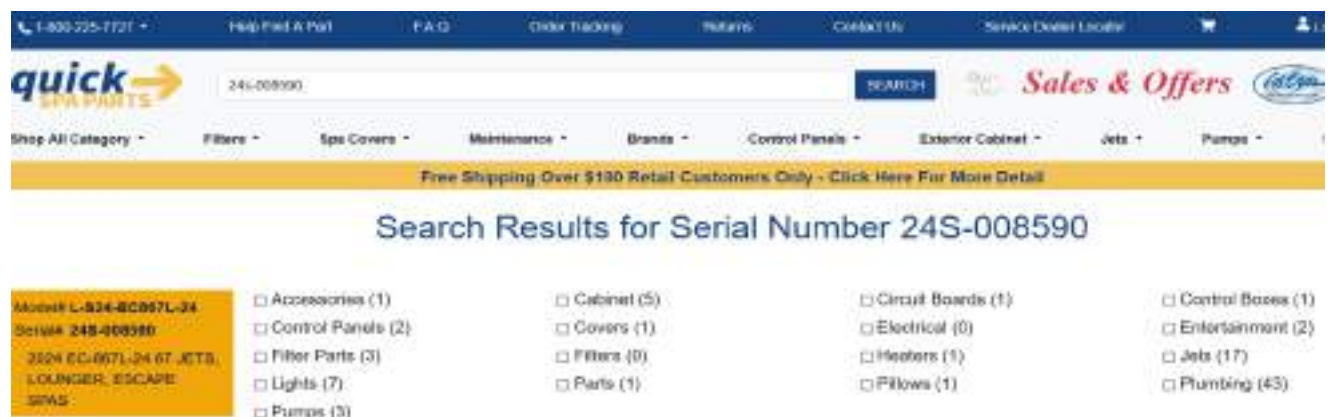 1-800-225-7727 Help Find A Part F.A.Q Order Tracking Returns Contact Us Service Dealer Locator
quick SPA PARTS
24s-008590 SEARCH Sales & Offers
Shop All Category Filters Spa Covers Maintenance Brands Control Panels Exterior Cabinet Jets Pumps
Free Shipping Over $100 Retail Customers Only - Click Here For More Detail
Search Results for Serial Number 24S-008590
Model# L-S24-EC867L-24
Serial# 24S-008590
2024 EC-867L-24 67 JETS,
LOUNGER, ESCAPE
SPAS
Accessories (1) Cabinet (5) Circuit Boards (1) Control Boxes (1)
Control Panels (2) Covers (1) Electrical (0) Entertainment (2)
Filter Parts (3) Filters (0) Heaters (1) Jets (17)
Lights (7) Parts (1) Pillows (1) Plumbing (43)
Pumps (3)